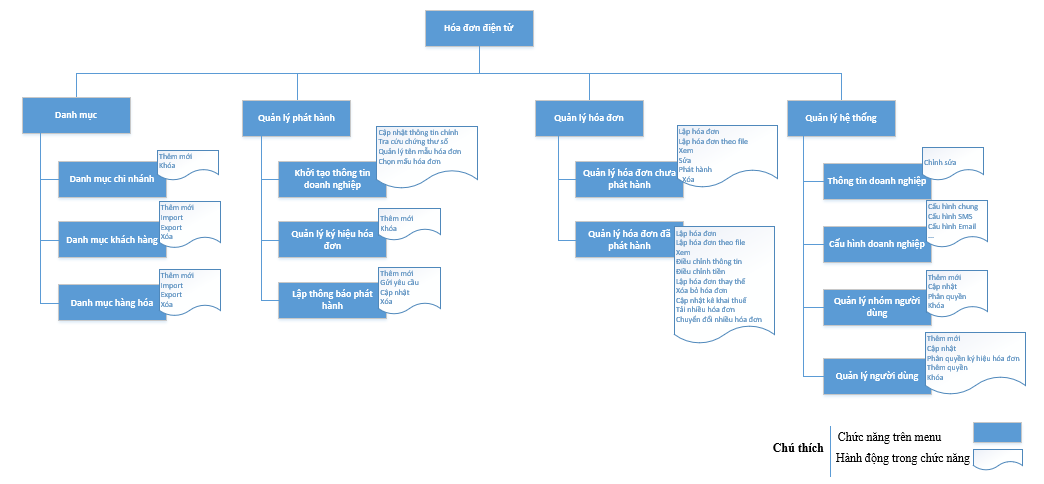 Hóa đơn điện tử
Danh mục
Danh mục chi nhánh
Thêm mới
Khóa
Danh mục khách hàng
Thêm mới
Import
Export
Xóa
Danh mục hàng hóa
Thêm mới
Import
Export
Xóa
Quản lý phát hành
Khởi tạo thông tin
doanh nghiệp
Cập nhật thông tin chính
Tra cứu chứng thư số
Quản lý tên mẫu hóa đơn
Chọn mẫu hóa đơn
Quản lý ký hiệu hóa
đơn
Thêm mới
Khóa
Lập thông báo phát
hành
Thêm mới
Gửi yêu cầu
Cập nhật
Xóa
Quản lý hóa đơn
Quản lý hóa đơn chưa
phát hành
Lập hóa đơn
Lập hóa đơn theo file
Xem
Sửa
Phát hành
Xóa
Quản lý hóa đơn đã
phát hành
Lập hóa đơn
Lập hóa đơn theo file
Xem
Điều chỉnh thông tin
Điều chỉnh tiền
Lập hóa đơn thay thế
Xóa bỏ hóa đơn
Cập nhật kê khai thuế
Tải nhiều hóa đơn
Chuyển đổi nhiều hóa đơn
Quản lý hệ thống
Thông tin doanh nghiệp
Chỉnh sửa
Cấu hình doanh nghiệp
Cấu hình chung
Cấu hình SMS
Cấu hình Email
...
Quản lý nhóm người
dùng
Thêm mới
Cập nhật
Phân quyền
Khóa
Quản lý người dùng
Thêm mới
Cập nhật
Phân quyền ký hiệu hóa đơn
Thêm quyền
Khóa
Chú thích
Chức năng trên menu
Hành động trong chức năng